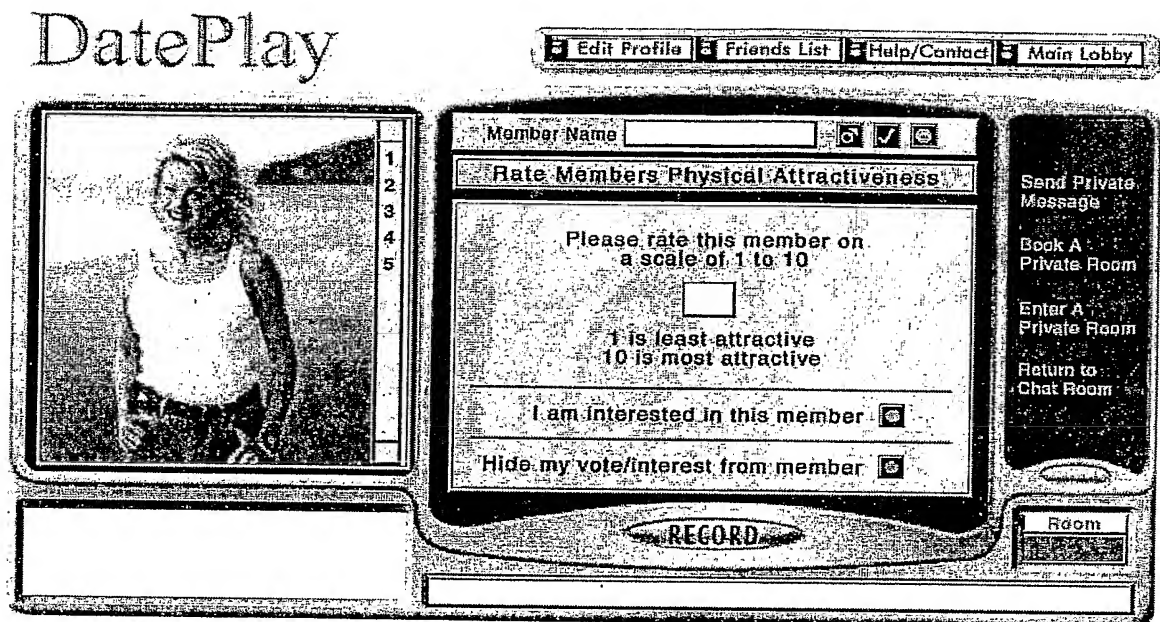 DatePlay
Edit Profile
Friends List
Help/Contact
Main Lobby
1
2
3
4
5
Member Name
Rate Members Physical Attractiveness
Please rate this member on
a scale of 1 to 10
1 is least attractive
10 is most attractive
I am interested in this member
Hide my vote/interest from member
RECORD
Send Private
Message
Book A
Private Room
Enter A
Private Room
Return to
Chat Room
Room